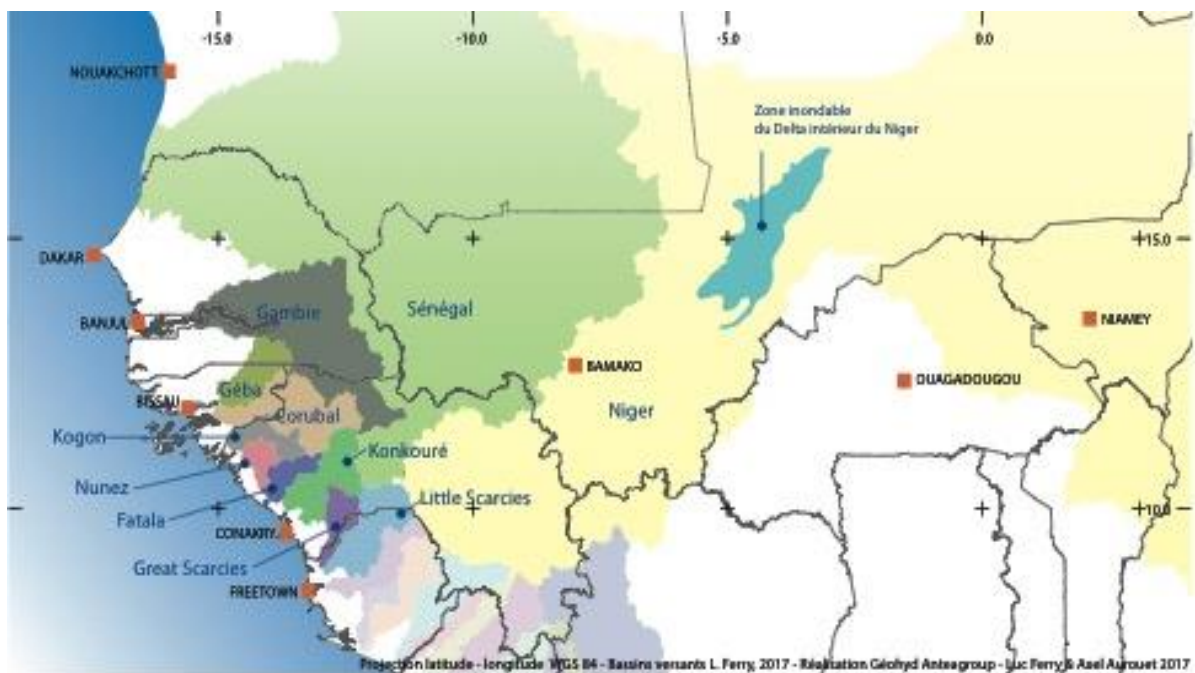 -15.0
-10.0
-5.0
0.0
NOUAKCHOTT
Zone inondable
du Delta intérieur du Niger
15.0
DAKAR
Gambie
Sénégal
BANJUL
NIAMEY
BAMAKO
OUAGADOUGOU
Géba
BISSAU
Niger
Corubal
Kogon
Konkouré
Nunez
Little Scarcies
10.0
Fatala
CONAKRY
Great Scarcies
FREETOWN
Projection latitude - longitude WGS 84 - Bassins versants L. Ferry, 2017 - Réalisation Géohyd Anteagroup - Luc Ferry & Axel Aurouet 2017